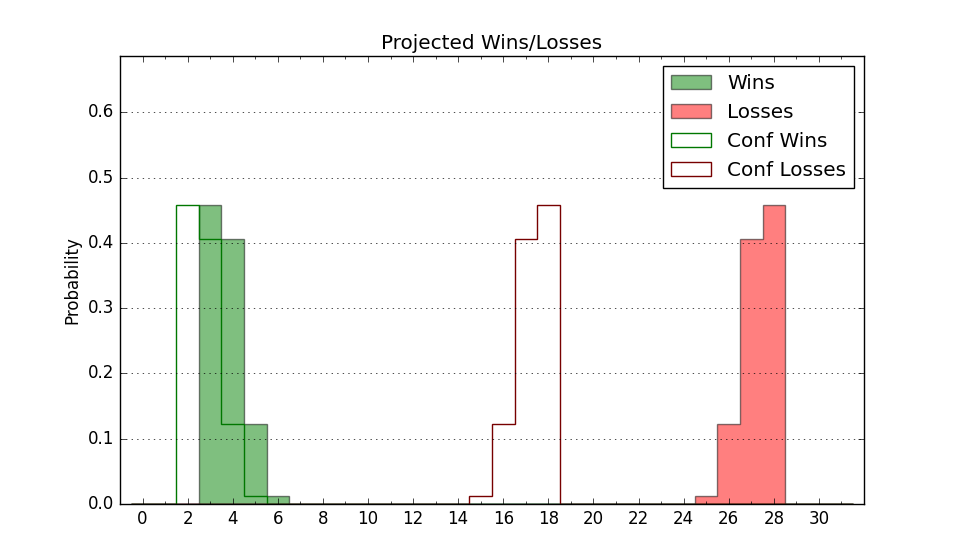 Projected Wins/Losses
Wins
Losses
Conf Wins
Conf Losses
Probability
0.6
0.5
0.4
0.3
0.2
0.1
0.0
0 2 4 6 8 10 12 14 16 18 20 22 24 26 28 30